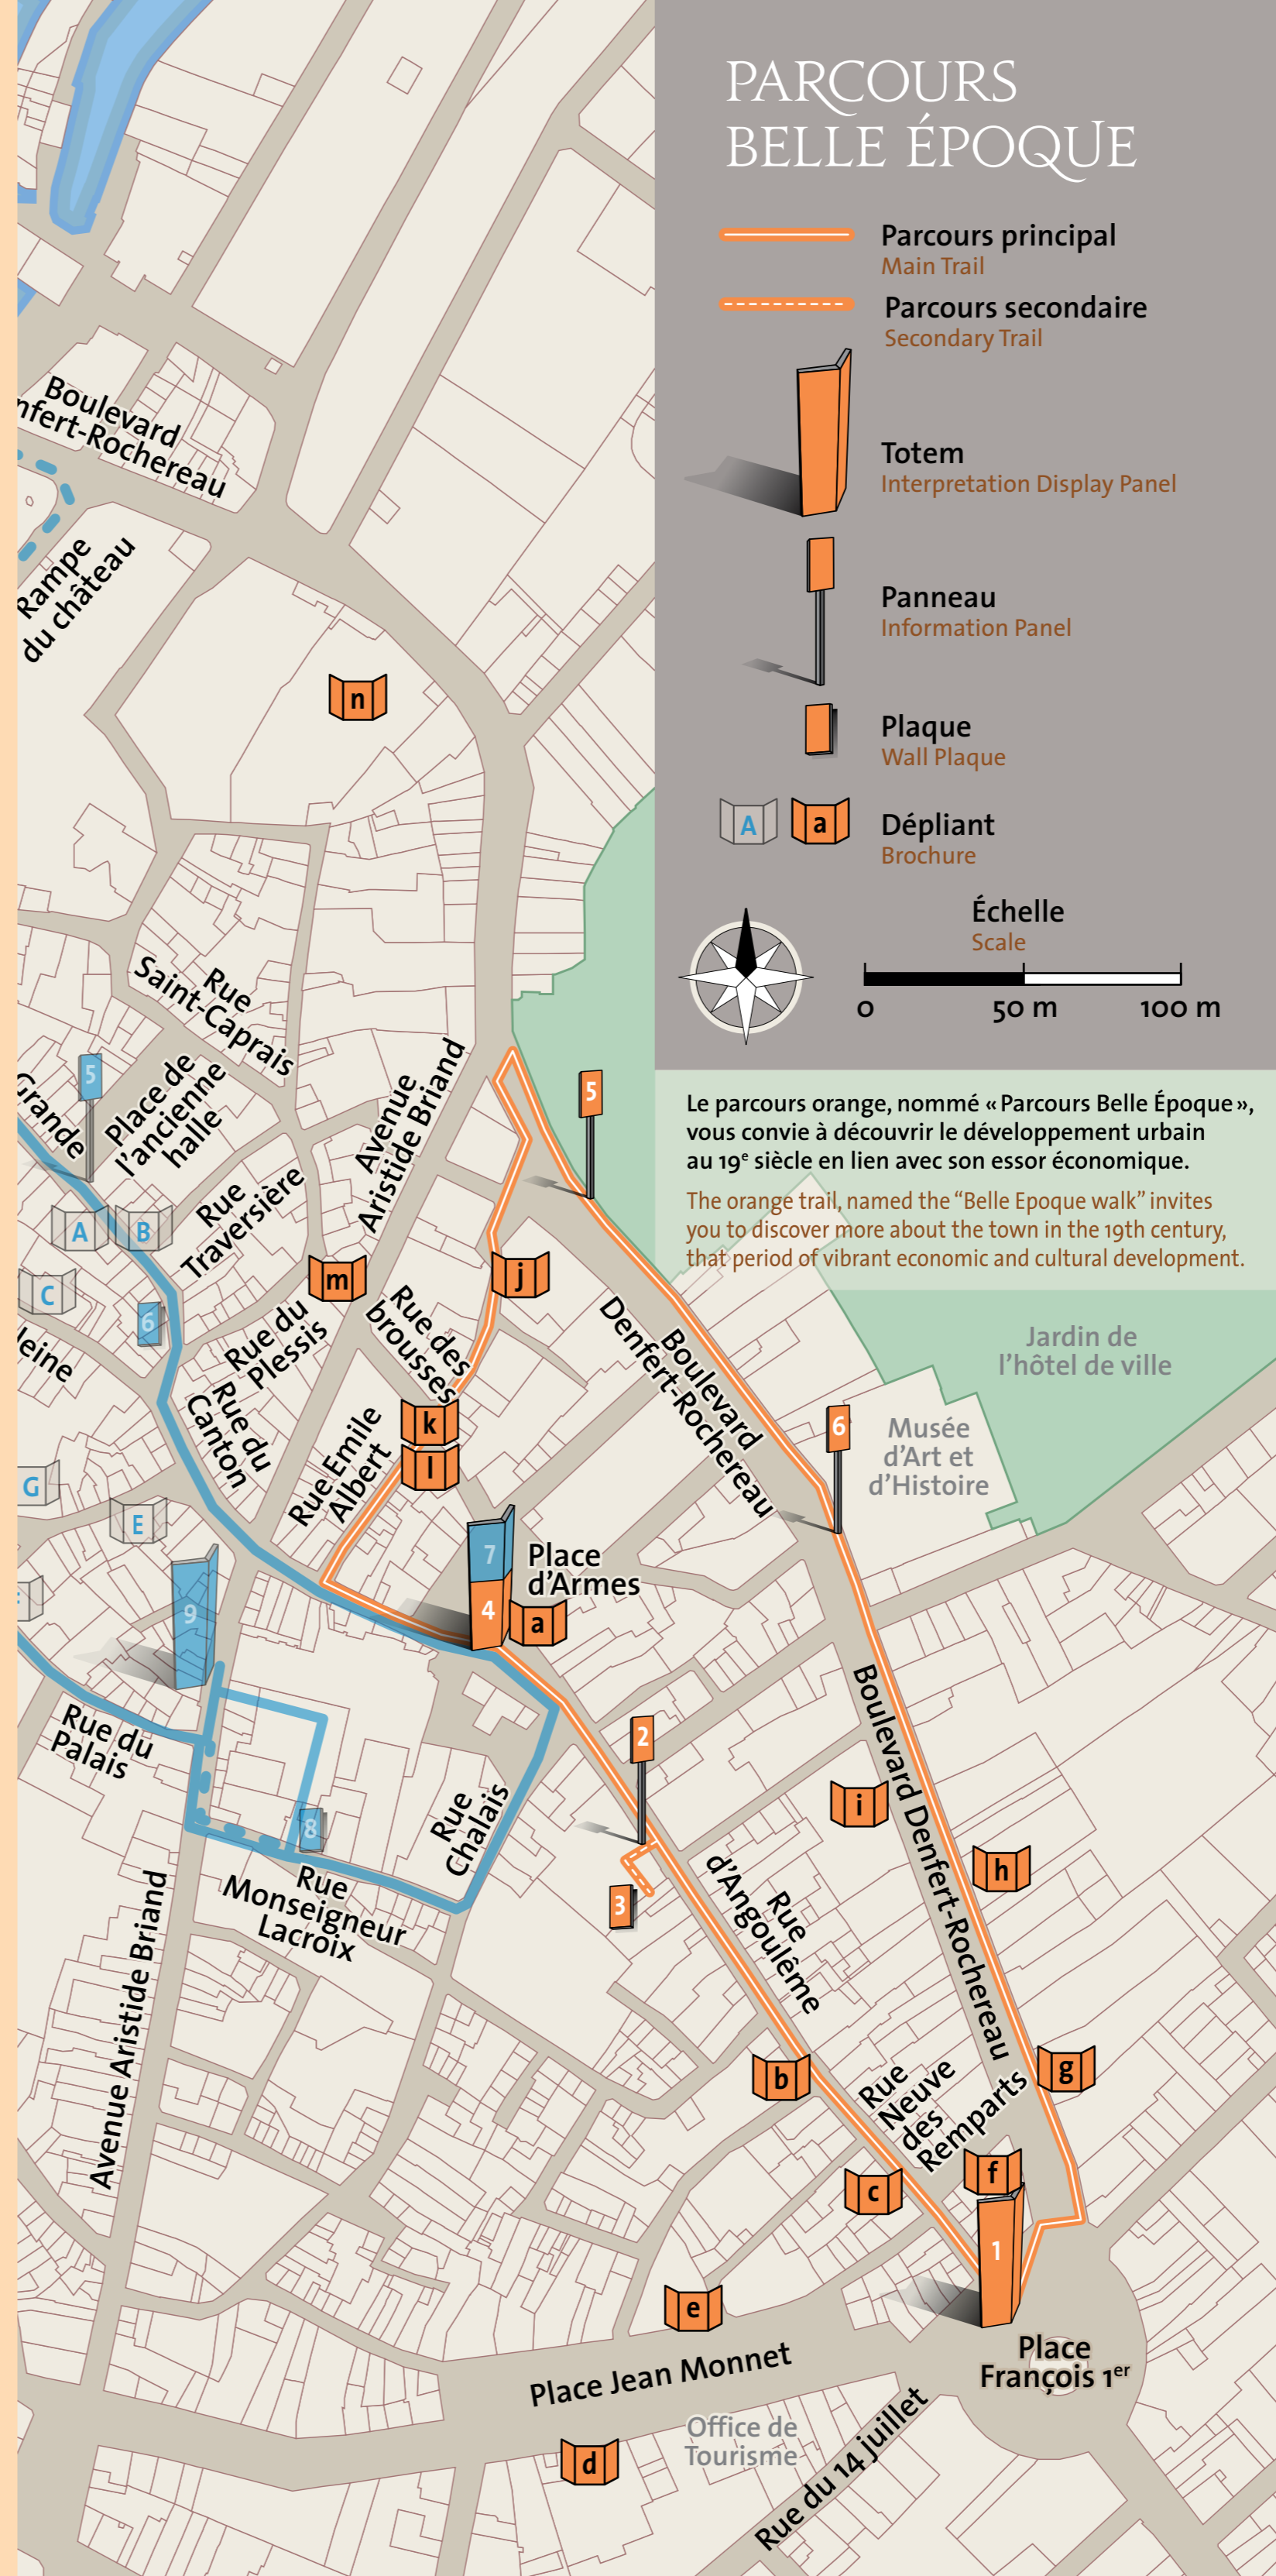 PARCOURS
BELLE ÉPOQUE
Parcours principal
Main Trail
Parcours secondaire
Secondary Trail
Totem
Interpretation Display Panel
Panneau
Information Panel
Plaque
Wall Plaque
A
a
Dépliant
Brochure
Échelle
Scale
0
50 m
100 m
Le parcours orange, nommé « Parcours Belle Époque »,
vous convie à découvrir le développement urbain
au 19e siècle en lien avec son essor économique.
The orange trail, named the “Belle Epoque walk” invites
you to discover more about the town in the 19th century,
that period of vibrant economic and cultural development.
Boulevard
nfert-Rochereau
Rampe
du château
n
Rue
Saint-Caprais
5
Grande
Place de
l'ancienne
halle
Avenue
Aristide Briand
5
A
B
Rue
Traversière
C
6
m
j
leine
Rue du
Plessis
Rue des
brousses
Boulevard
Denfert-Rochereau
Jardin de
l'hôtel de ville
Rue du
Canton
k
l
Rue Emile
Albert
6
Musée
d'Art et
d'Histoire
G
E
7
4
Place
d'Armes
a
9
Rue du
Palais
2
Boulevard Denfert-Rochereau
8
Rue
Chalais
i
h
3
Rue
Monseigneur
Lacroix
Rue
d'Angoulême
Avenue Aristide Briand
b
Rue
Neuve
des
Remparts
g
c
f
1
e
Place
François 1er
Place Jean Monnet
Office de
Tourisme
d
Rue du 14 juillet